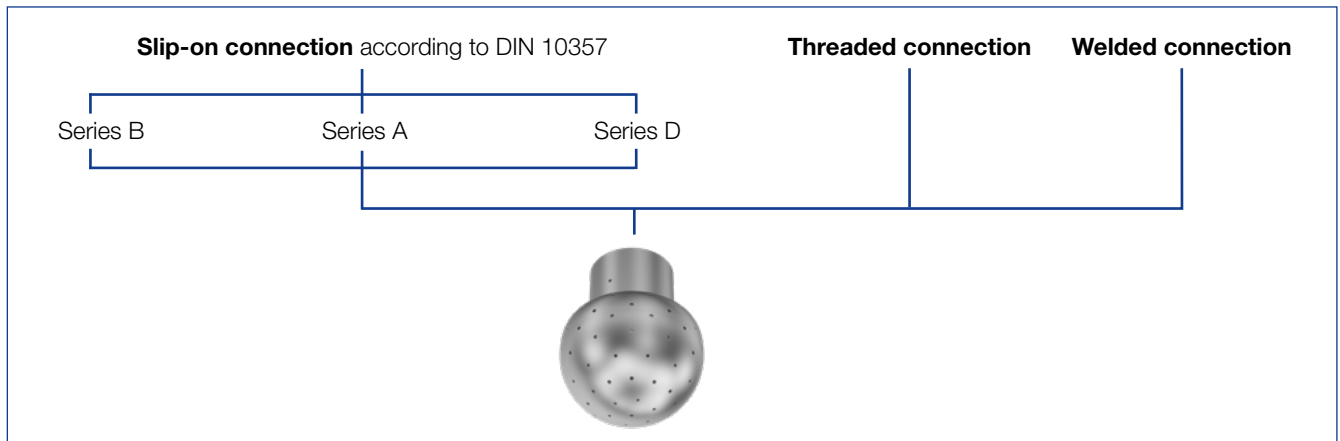 Slip-on connection according to DIN 10357
Threaded connection
Welded connection
Series B
Series A
Series D